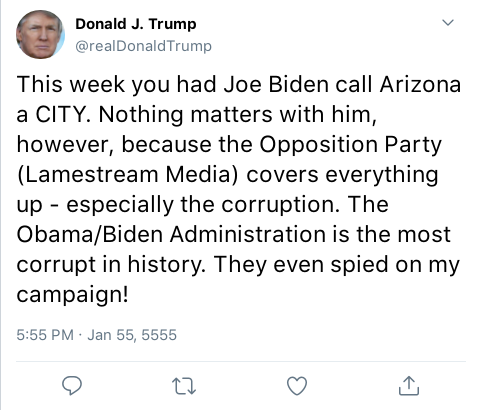 Donald J. Trump
@realDonaldTrump
This week you had Joe Biden call Arizona
a CITY. Nothing matters with him,
however, because the Opposition Party
(Lamestream Media) covers everything
up - especially the corruption. The
Obama/Biden Administration is the most
corrupt in history. They even spied on my
campaign!
5:55 PM · Jan 55, 5555